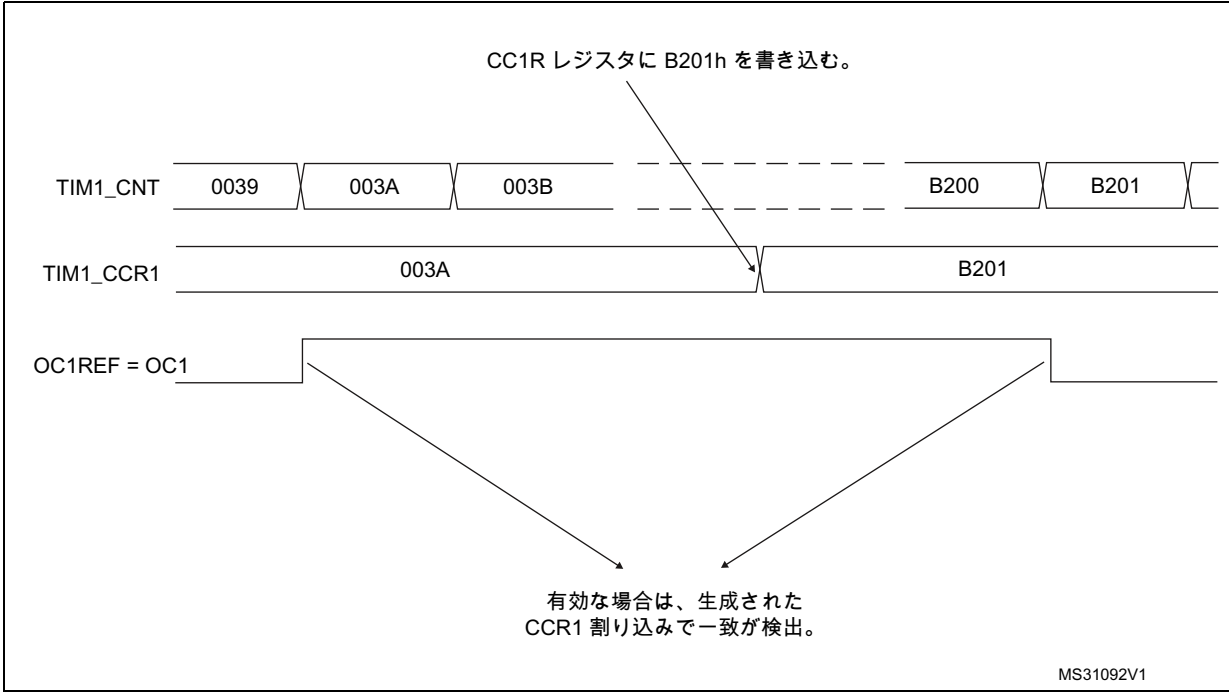 CC1R レジスタに B201h を書き込む。
TIM1_CNT 0039 003A 003B B200 B201
TIM1_CCR1 003A B201
OC1REF = OC1
有効な場合は、生成された
CCR1 割り込みで一致が検出。
MS31092V1